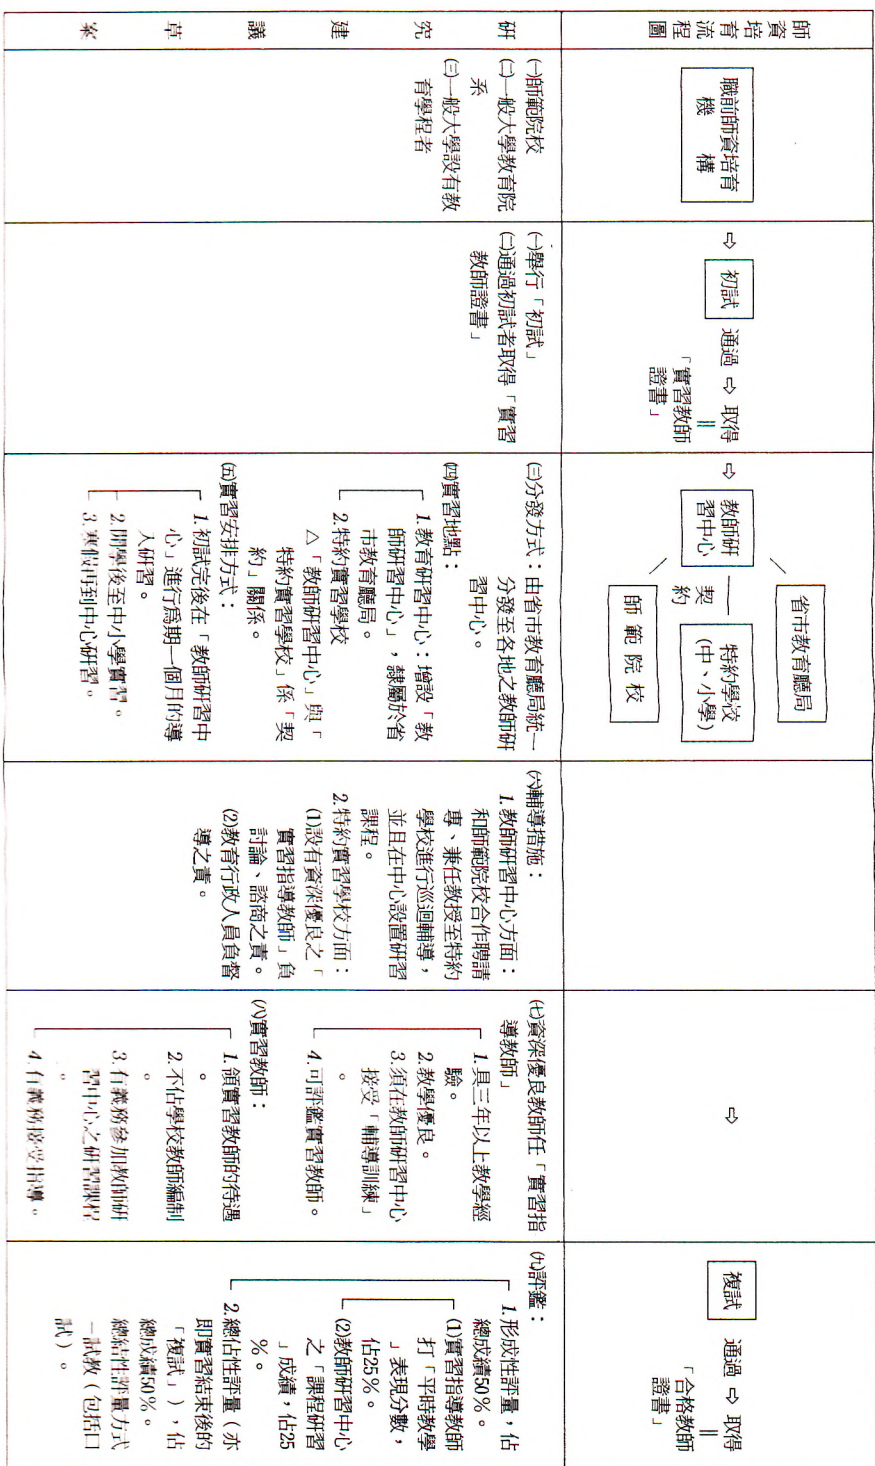 師資培育流程圖
職前師資培育
機構
⇨
初試
通過 ⇨ 取得
「實習教師
證書」
⇨
教師研
習中心
省市教育廳局
契約
特約學校
(中、小學)
師範院校
⇨
複試
通過 ⇨ 取得
「合格教師
證書」
研究建議草案
㈠師範院校
㈡一般大學教育院
系
㈢一般大學設有教
育學程者
㈠舉行「初試」
㈡通過初試者取得「實習
教師證書」
㈢分發方式：由省市教育廳局統一
分發至各地之教師研
習中心。
㈣實習地點：
1.教育研習中心：增設「教
師研習中心」，隸屬於省
市教育廳局。
2.特約實習學校
△「教師研習中心」與「
特約實習學校」係「契
約」關係。
㈤實習安排方式：
1.初試完後在「教師研習中
心」進行為期一個月的導
入研習。
2.開學後至中小學實習。
3.寒假再到中心研習。
㈥輔導措施：
1.教師研習中心方面：
和師範院校合作聘請
專、兼任教授至特約
學校進行巡迴輔導，
並且在中心設置研習
課程。
2.特約實習學校方面：
⑴設有資深優良之「
實習指導教師」負
討論、諮商之責。
⑵教育行政人員負督
導之責。
㈦資深優良教師任「實習指
導教師」
1.具三年以上教學經
驗。
2.教學優良。
3.須在教師研習中心
接受「輔導訓練」
。
4.可評鑑實習教師。
㈧實習教師：
1.領實習教師的待遇
。
2.不佔學校教師編制
。
3.有義務參加教師研
習中心之研習課程
。
4.有義務接受指導。
㈨評鑑：
1.形成性評量，佔
總成績50%。
⑴實習指導教師
打「平時教學
」表現分數，
佔25%。
⑵教師研習中心
之「課程研習
」成績，佔25
%。
2.總佔性評量（亦
即實習結束後的
「複試」），佔
總成績50%。
總結性評量方式
－試教（包括口
試）。